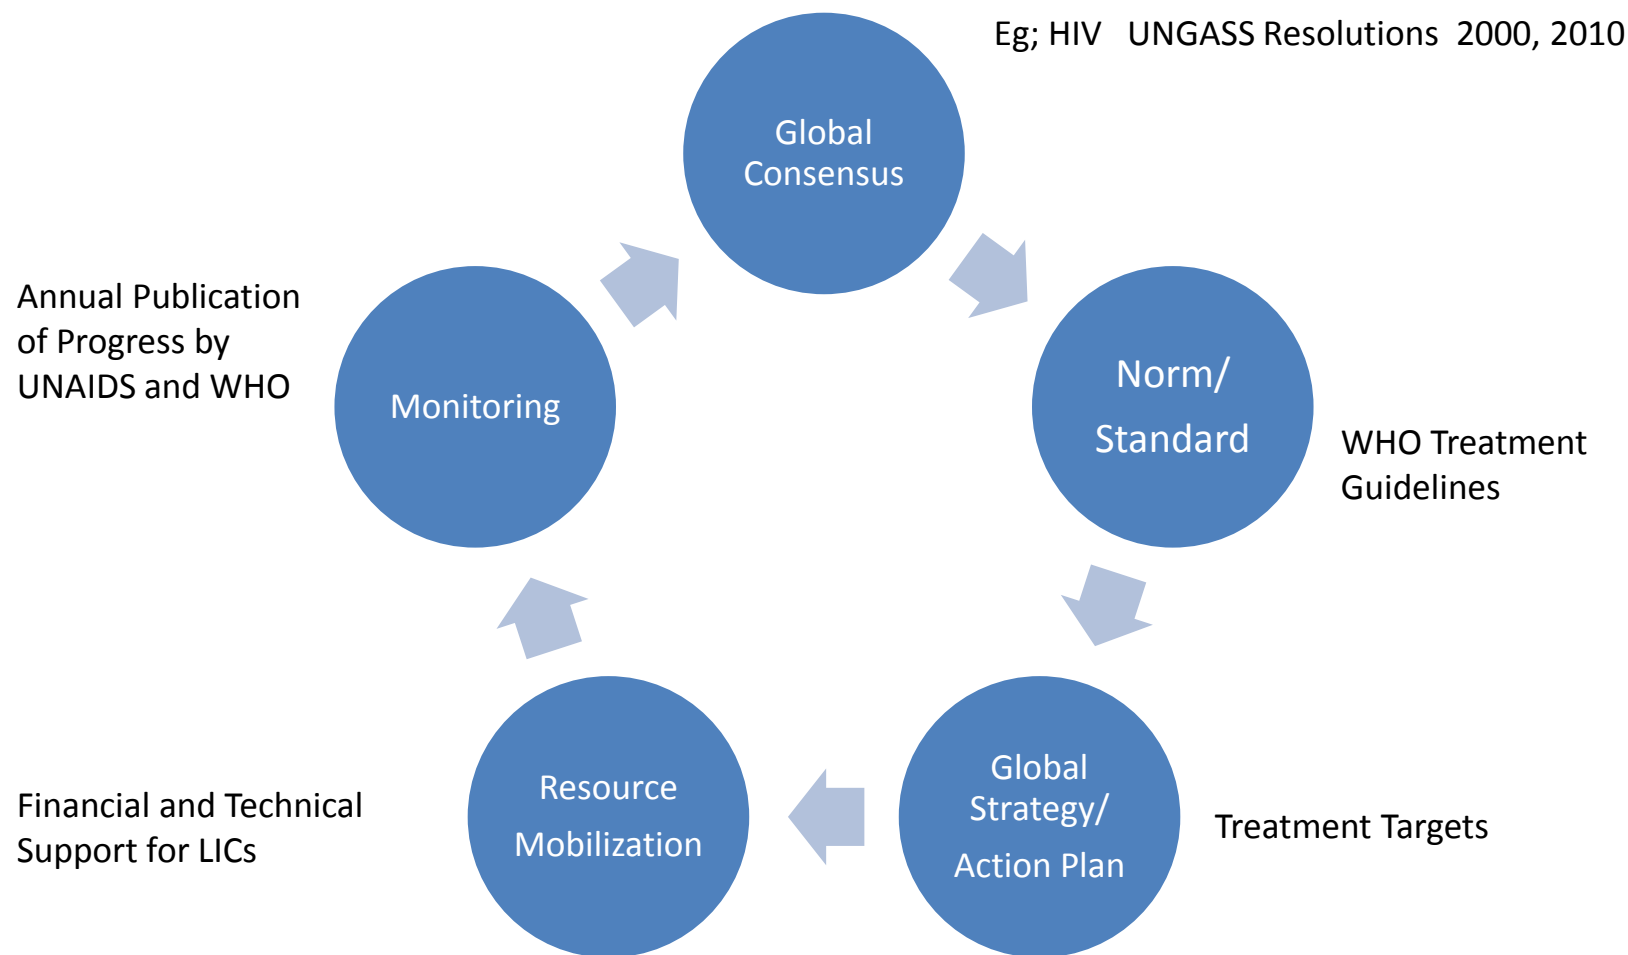 Eg; HIV UNGASS Resolutions 2000, 2010
Global
Consensus
Norm/
Standard
WHO Treatment
Guidelines
Global
Strategy/
Action Plan
Treatment Targets
Resource
Mobilization
Financial and Technical
Support for LICs
Monitoring
Annual Publication
of Progress by
UNAIDS and WHO